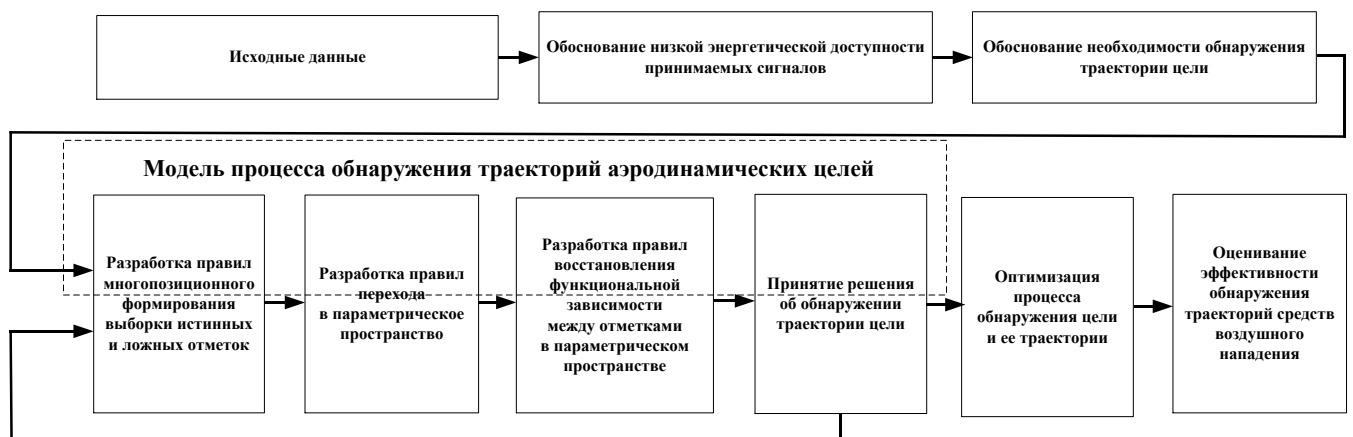 Исходные данные
Обоснование низкой энергетической доступности
принимаемых сигналов
Обоснование необходимости обнаружения
траектории цели
Модель процесса обнаружения траекторий аэродинамических целей
Разработка правил
многопозиционного
формирования
выборки истинных
и ложных отметок
Разработка правил
перехода
в параметрическое
пространство
Разработка правил
восстановления
функциональной
зависимости
между отметками
в параметрическом
пространстве
Принятие решения
об обнаружении
траектории цели
Оптимизация
процесса
обнаружения цели
и ее траектории
Оценивание
эффективности
обнаружения
траекторий средств
воздушного
нападения